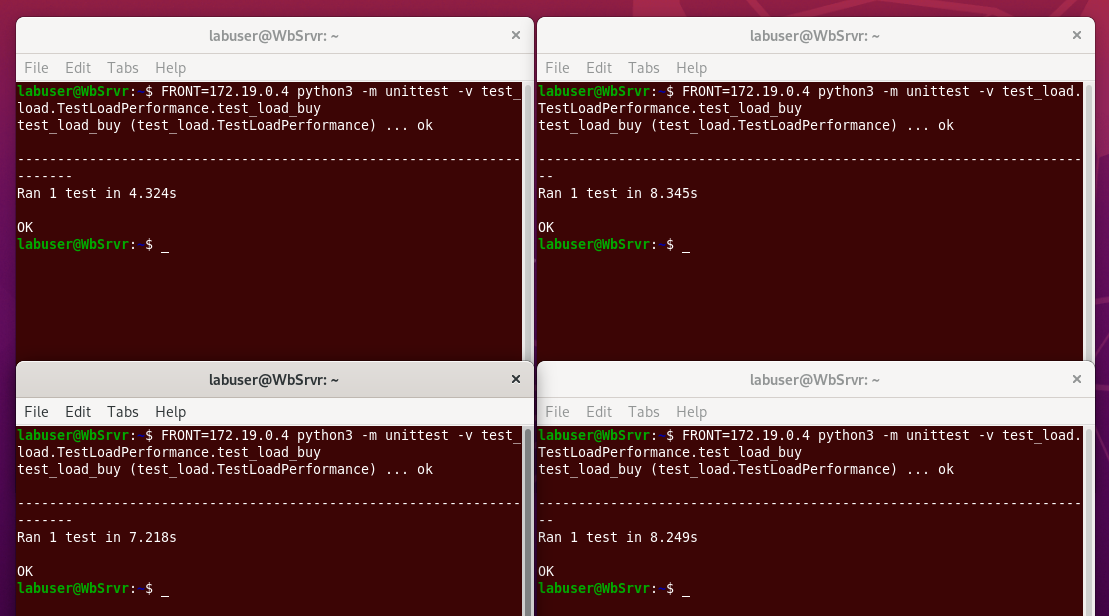 labuser@WbSrvr: ~
File Edit Tabs Help
labuser@WbSrvr:~$ FRONT=172.19.0.4 python3 -m unittest -v test_
load.TestLoadPerformance.test_load_buy
test_load_buy (test_load.TestLoadPerformance) ... ok
---------------------------------------------------------------
-------
Ran 1 test in 4.324s
OK
labuser@WbSrvr:~$ _
labuser@WbSrvr: ~
File Edit Tabs Help
labuser@WbSrvr:~$ FRONT=172.19.0.4 python3 -m unittest -v test_load.
TestLoadPerformance.test_load_buy
test_load_buy (test_load.TestLoadPerformance) ... ok
--------------------------------------------------------------------
--
Ran 1 test in 8.345s
OK
labuser@WbSrvr:~$ _
labuser@WbSrvr: ~
File Edit Tabs Help
labuser@WbSrvr:~$ FRONT=172.19.0.4 python3 -m unittest -v test_
load.TestLoadPerformance.test_load_buy
test_load_buy (test_load.TestLoadPerformance) ... ok
---------------------------------------------------------------
-------
Ran 1 test in 7.218s
OK
labuser@WbSrvr:~$ _
labuser@WbSrvr: ~
File Edit Tabs Help
labuser@WbSrvr:~$ FRONT=172.19.0.4 python3 -m unittest -v test_load.
TestLoadPerformance.test_load_buy
test_load_buy (test_load.TestLoadPerformance) ... ok
--------------------------------------------------------------------
--
Ran 1 test in 8.249s
OK
labuser@WbSrvr:~$ _